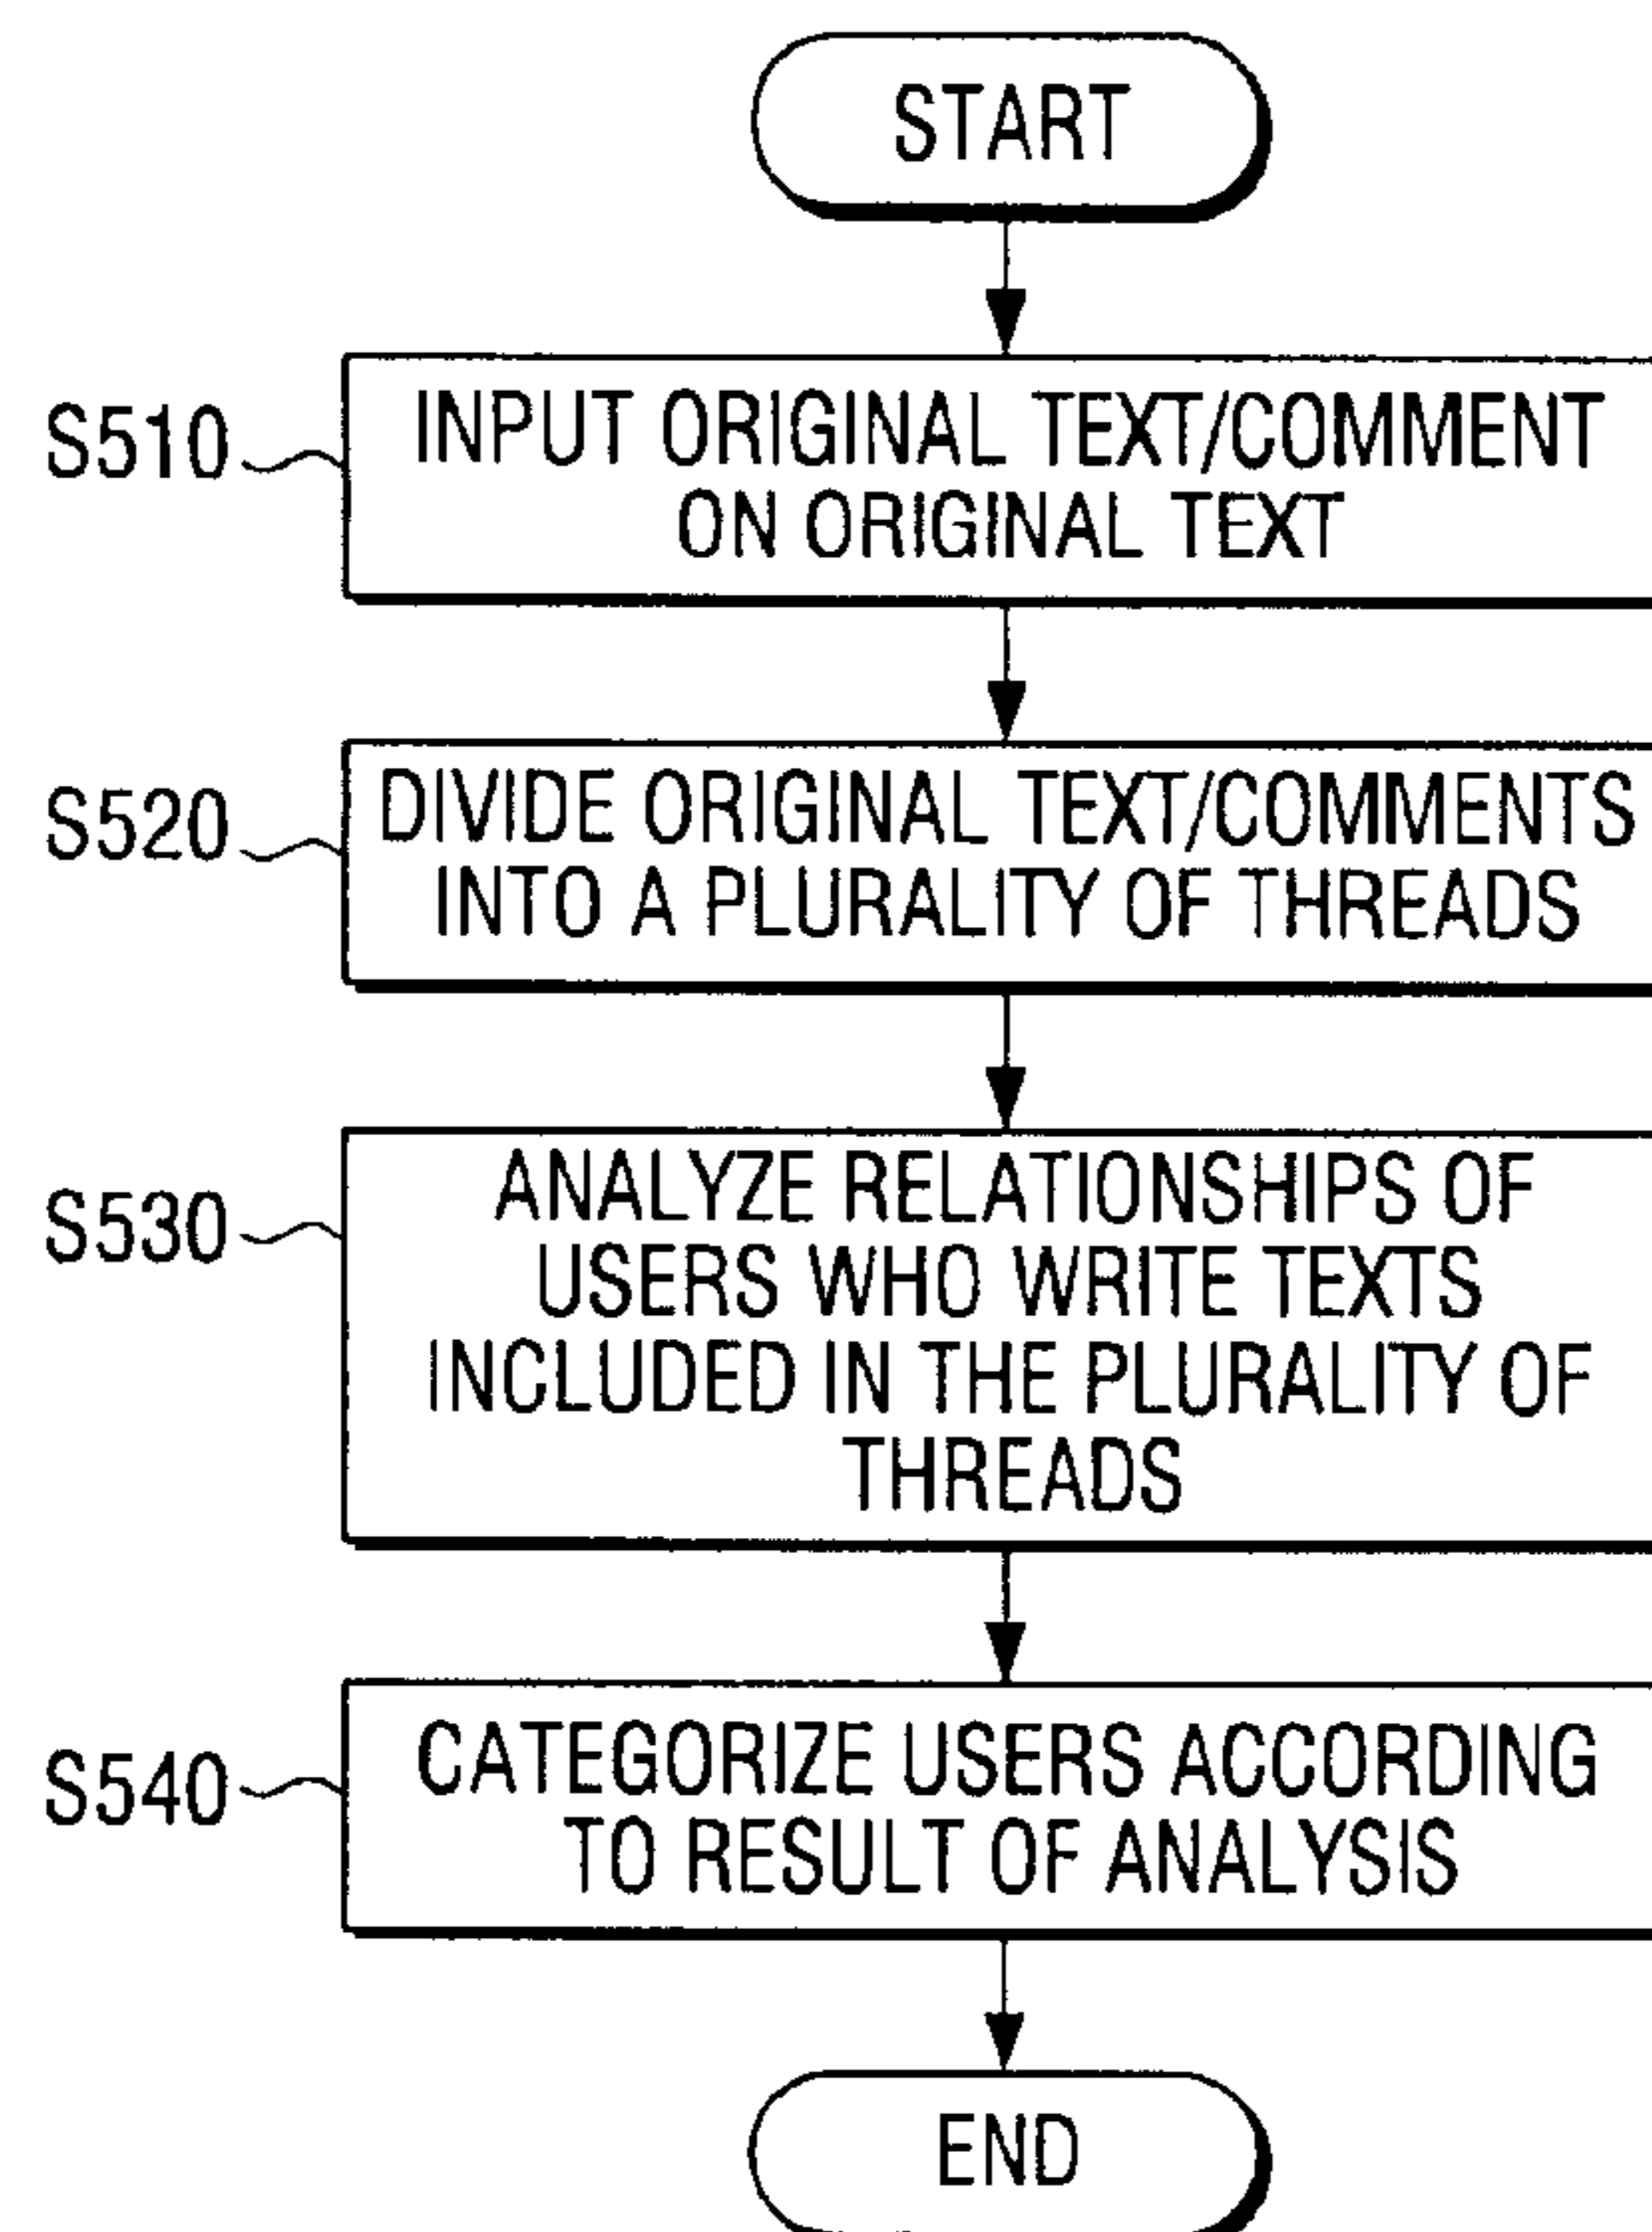 START
S510
INPUT ORIGINAL TEXT/COMMENT
ON ORIGINAL TEXT
S520
DIVIDE ORIGINAL TEXT/COMMENTS
INTO A PLURALITY OF THREADS
S530
ANALYZE RELATIONSHIPS OF
USERS WHO WRITE TEXTS
INCLUDED IN THE PLURALITY OF
THREADS
S540
CATEGORIZE USERS ACCORDING
TO RESULT OF ANALYSIS
END